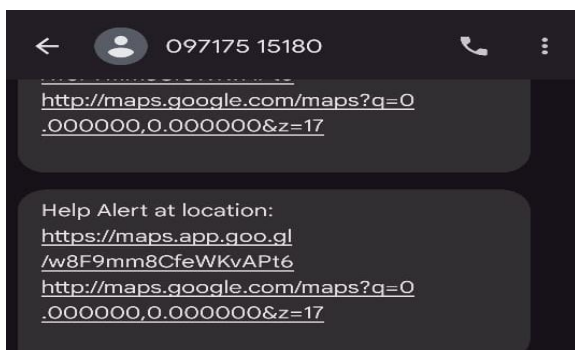 097175 15180
http://maps.google.com/maps?q=0
.000000,0.000000&z=17
Help Alert at location:
https://maps.app.goo.gl
/w8F9mm8CfeWKvAPt6
http://maps.google.com/maps?q=0
.000000,0.000000&z=17